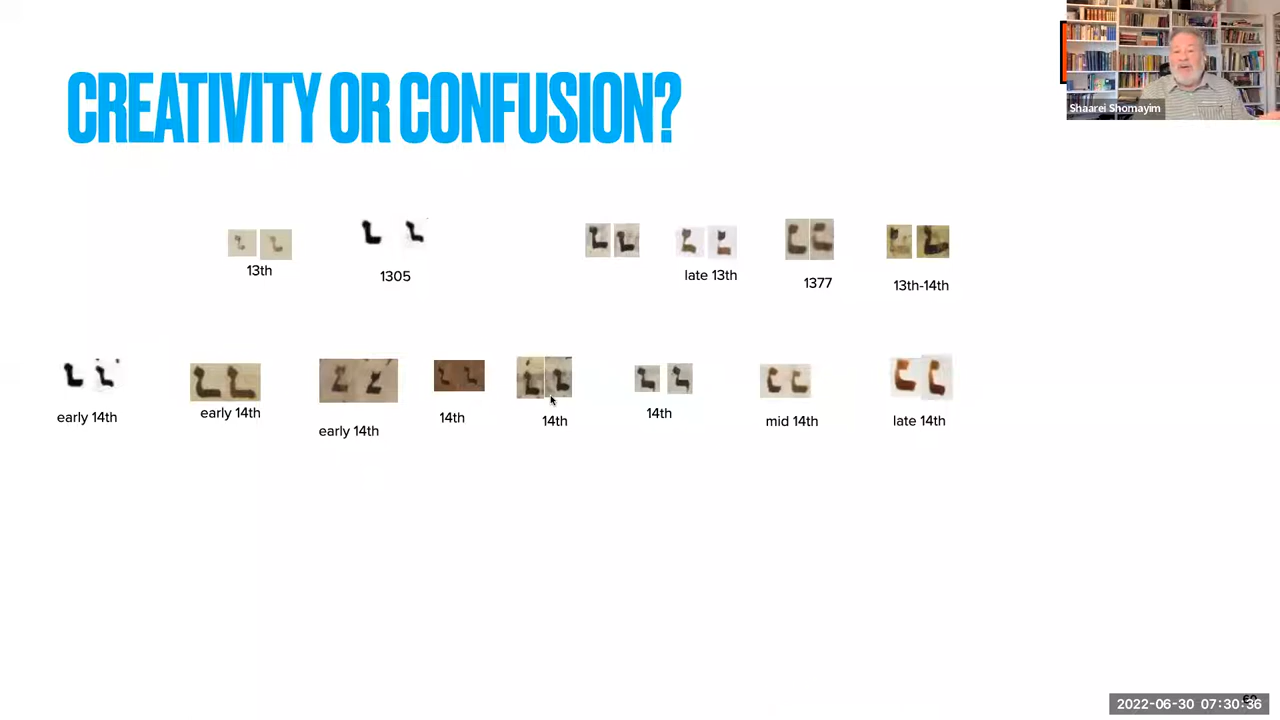 CREATIVITY OR CONFUSION?
Shaarei Shomayim
13th
1305
late 13th
1377
13th-14th
early 14th
early 14th
early 14th
14th
14th
14th
mid 14th
late 14th
2022-06-30 07:30:36